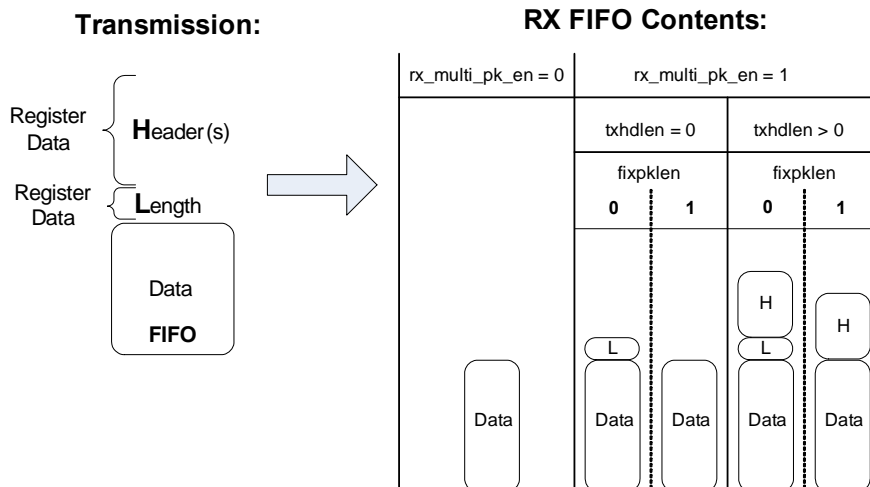 Transmission:
RX FIFO Contents:
rx_multi_pk_en = 0
rx_multi_pk_en = 1
Register
Data
Header(s)
txhdlen = 0
txhdlen > 0
Register
Data
Length
fixpklen
fixpklen
0
1
0
1
Data
FIFO
H
H
L
L
Data
Data
Data
Data
Data